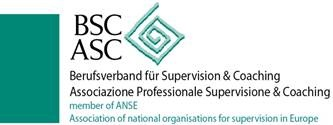 BSC
ASC
Berufsverband für Supervision & Coaching
Associazione Professionale Supervisione & Coaching
member of ANSE
Association of national organisations for supervision in Europe